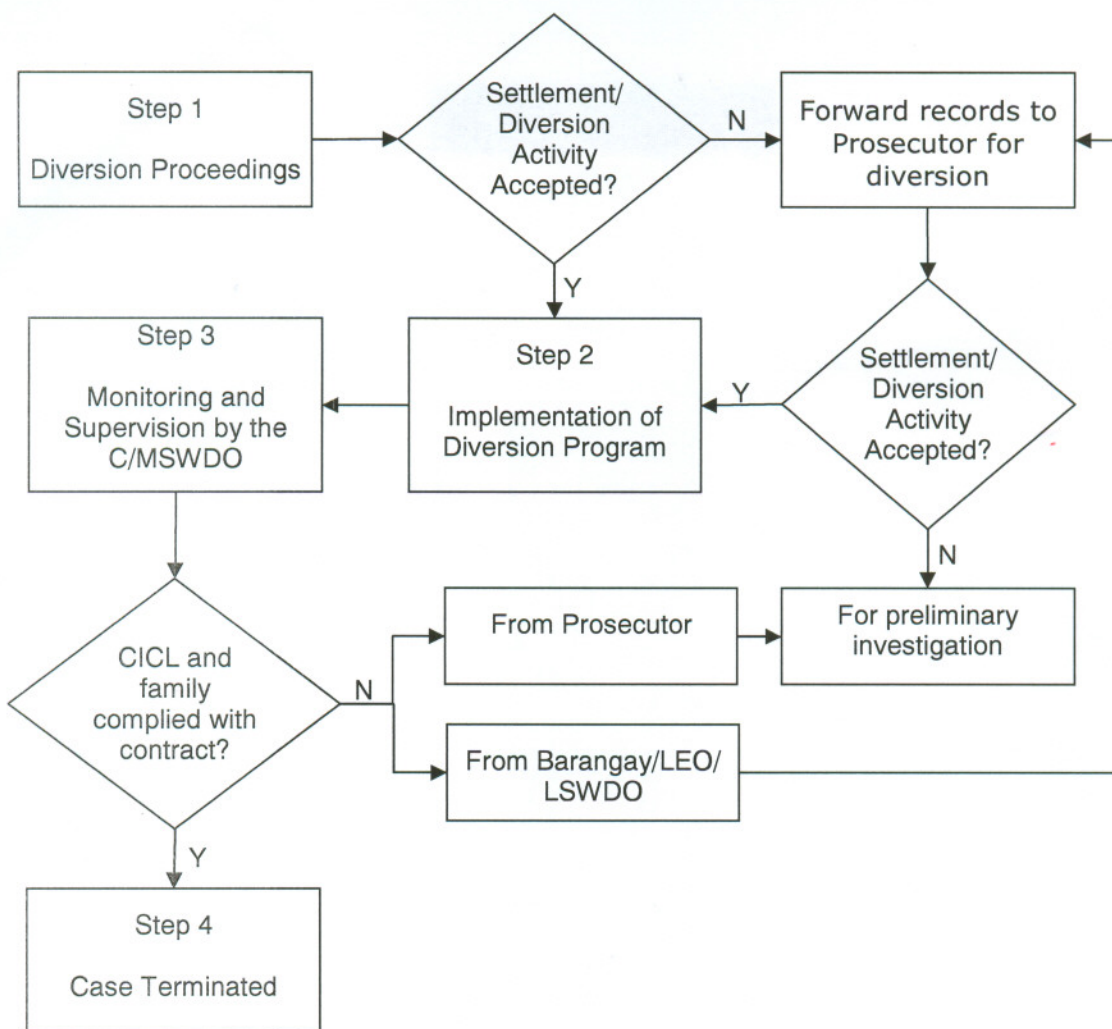 Step 1
Diversion Proceedings
Settlement/
Diversion
Activity
Accepted?
N
Forward records to
Prosecutor for
diversion
Y
Step 3
Monitoring and
Supervision by the
C/MSWDO
Step 2
Implementation of
Diversion Program
Y
Settlement/
Diversion
Activity
Accepted?
N
CICL and
family
complied with
contract?
N
From Prosecutor
For preliminary
investigation
From Barangay/LEO/
LSWDO
Y
Step 4
Case Terminated